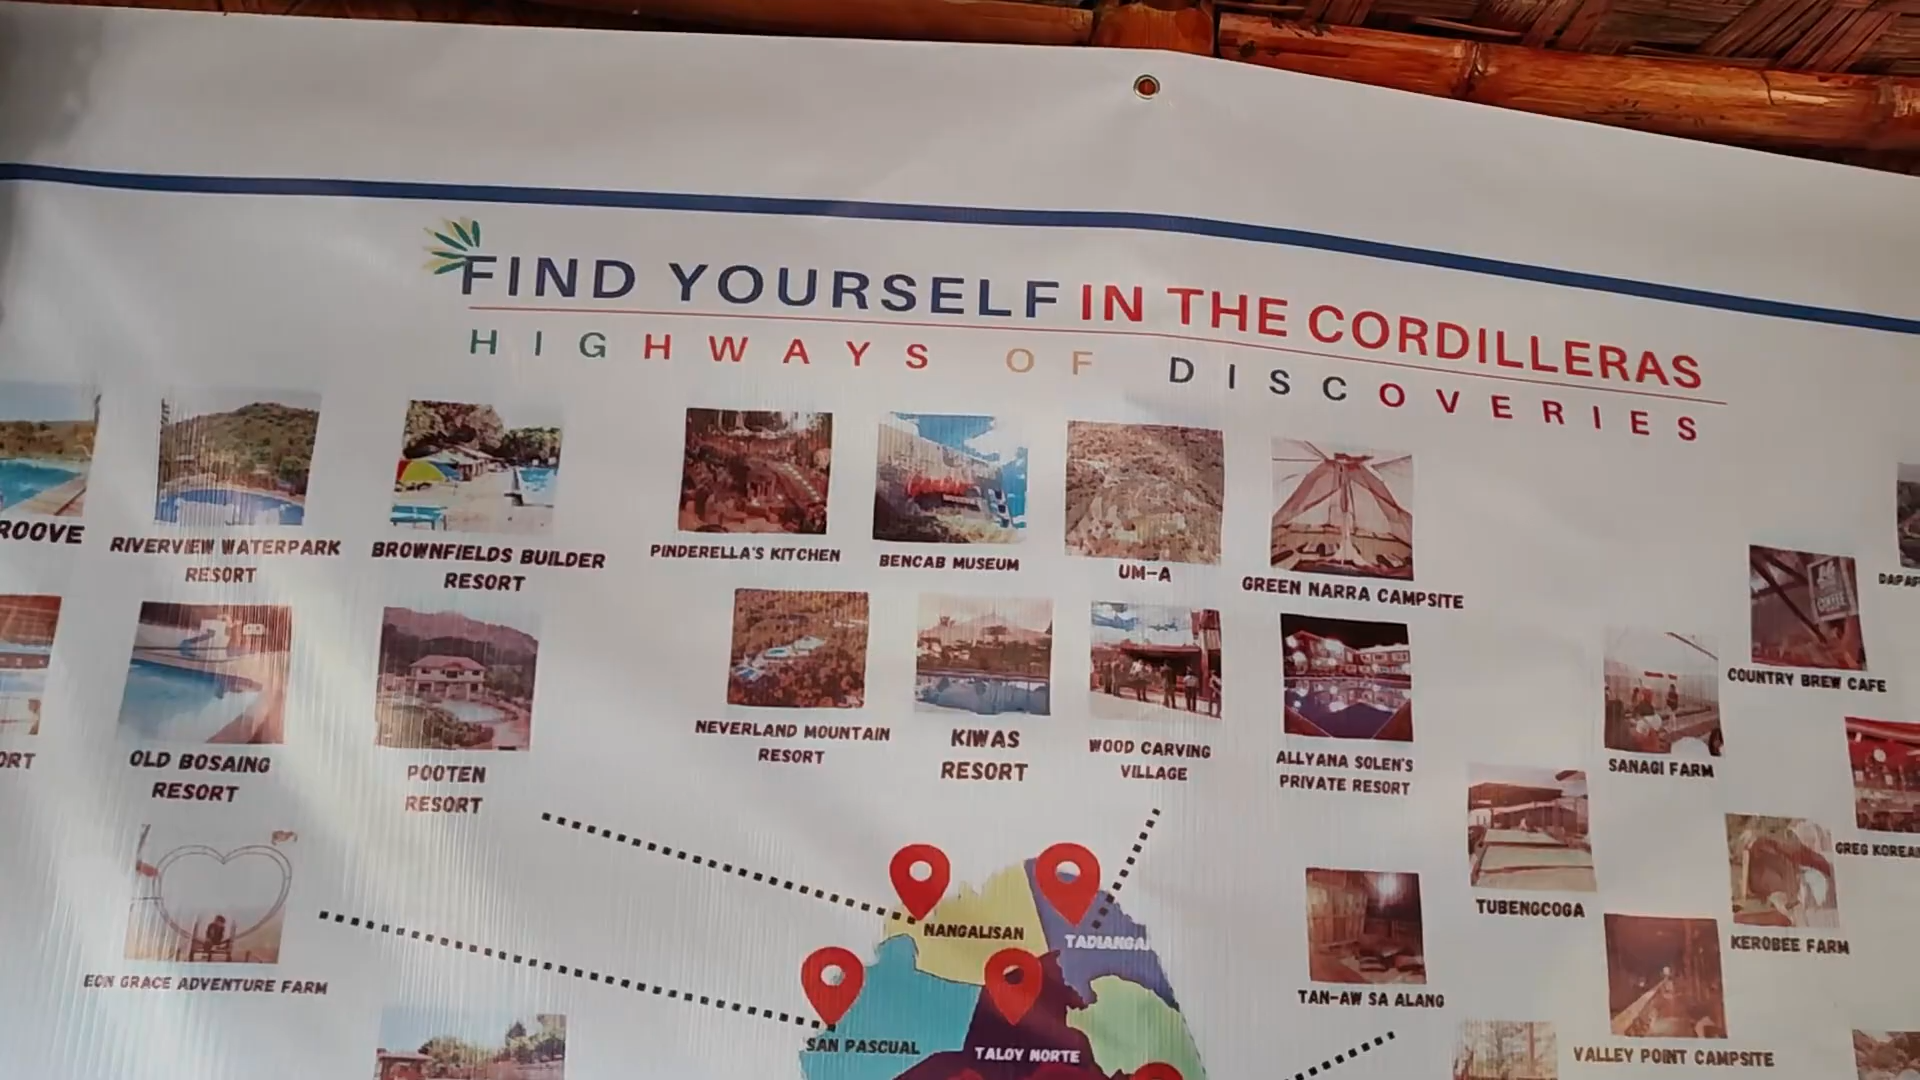 FIND YOURSELF IN THE CORDILLERAS
HIGHWAYS OF DISCOVERIES
RIVERVIEW WATERPARK
RESORT
BROWNFIELDS BUILDER
RESORT
PINDERELLA'S KITCHEN
BENCAB MUSEUM
UM-A
GREEN NARRA CAMPSITE
OLD BOSAING
RESORT
POOTEN
RESORT
NEVERLAND MOUNTAIN
RESORT
KIWAS
RESORT
WOOD CARVING
VILLAGE
ALLYANA SOLEN'S
PRIVATE RESORT
SANAGI FARM
COUNTRY BREW CAFE
EON GRACE ADVENTURE FARM
TUBENGCOGA
KEROBEE FARM
TAN-AW SA ALANG
VALLEY POINT CAMPSITE
NANGALISAN
SAN PASCUAL
TALOY NORTE